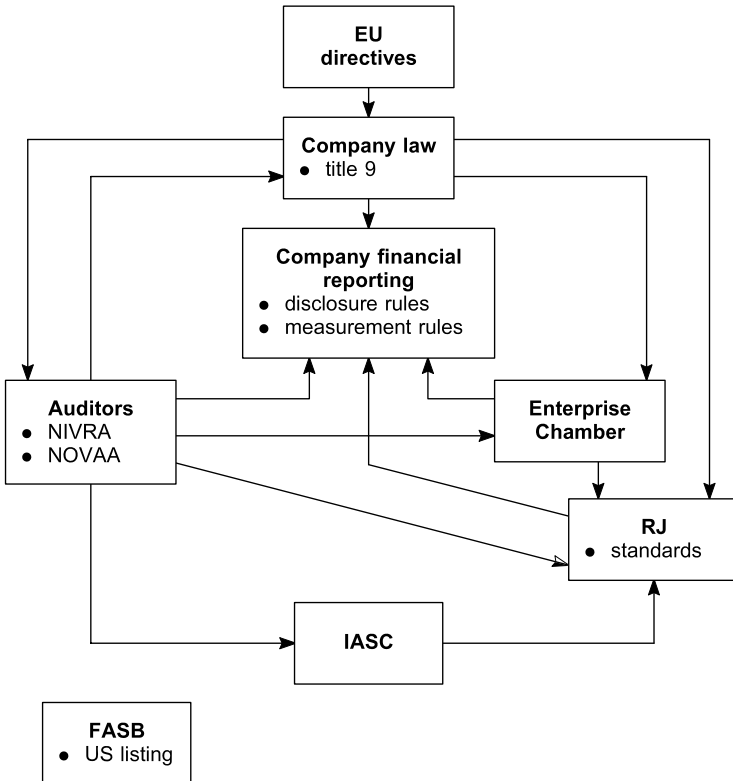 EU
directives
Company law
● title 9
Company financial
reporting
● disclosure rules
● measurement rules
Auditors
● NIVRA
● NOVAA
Enterprise
Chamber
RJ
● standards
IASC
FASB
● US listing